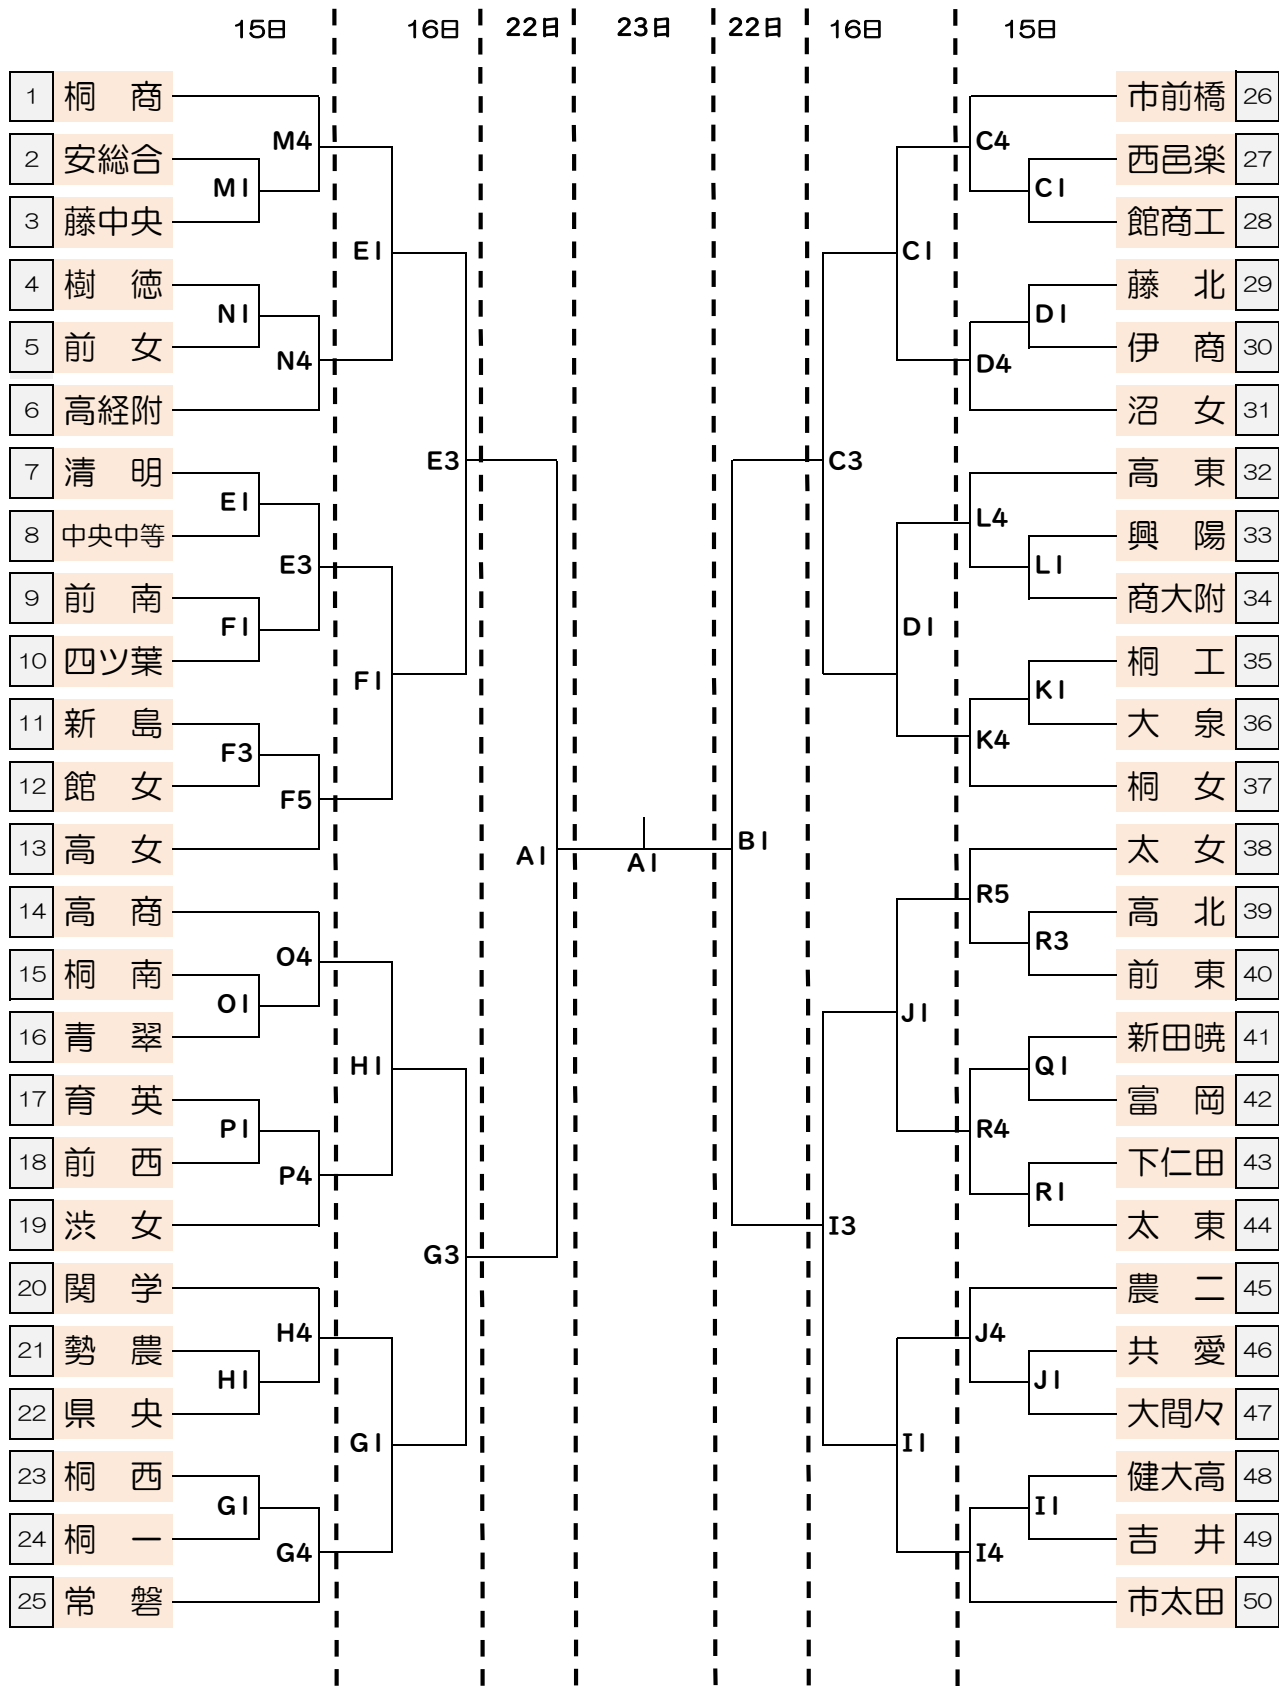 15日 16日 22日 23日 22日 16日 15日
1 桐 商
2 安総合
3 藤中央
4 樹 徳
5 前 女
6 高経附
7 清 明
8 中央中等
9 前 南
10 四ツ葉
11 新 島
12 館 女
13 高 女
14 高 商
15 桐 南
16 青 翠
17 育 英
18 前 西
19 渋 女
20 関 学
21 勢 農
22 県 央
23 桐 西
24 桐 一
25 常 磐
M4
M1
N1
N4
E1
E3
F1
F3
F5
O4
O1
P1
P4
H4
H1
G1
G4
E1
F1
H1
G1
E3
G3
A1
A1
B1
C3
I3
C1
D1
J1
I1
C4
C1
D1
D4
L4
L1
K1
K4
R5
R3
Q1
R4
R1
J4
J1
I1
I4
市前橋 26
西邑楽 27
館商工 28
藤 北 29
伊 商 30
沼 女 31
高 東 32
興 陽 33
商大附 34
桐 工 35
大 泉 36
桐 女 37
太 女 38
高 北 39
前 東 40
新田暁 41
富 岡 42
下仁田 43
太 東 44
農 二 45
共 愛 46
大間々 47
健大高 48
吉 井 49
市太田 50